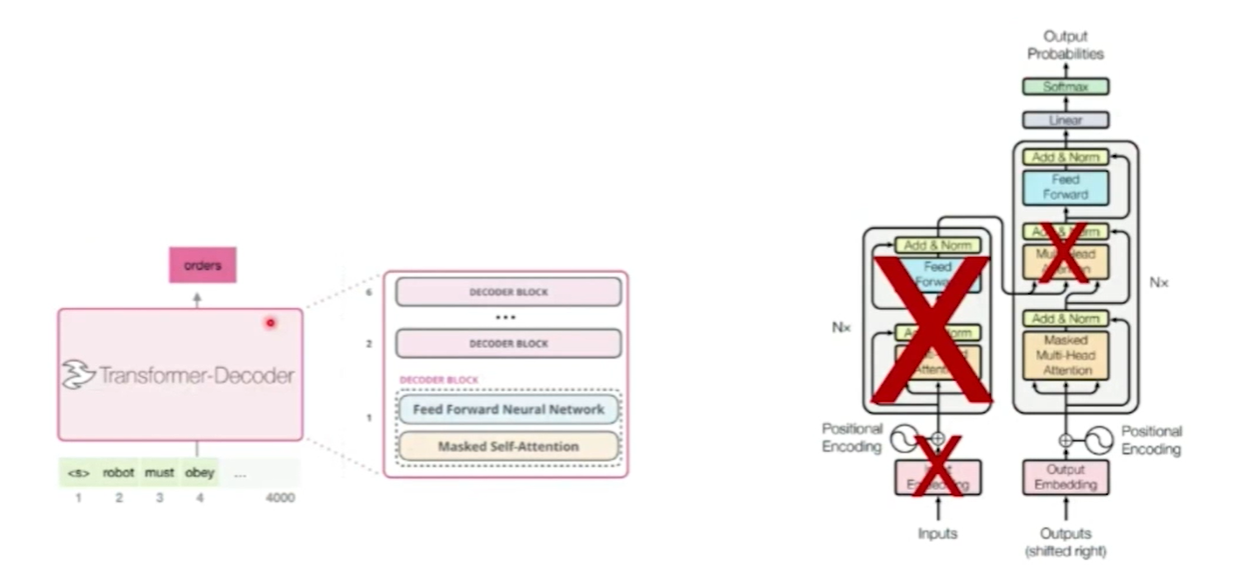 orders
Transformer-Decoder
<s> robot must obey ...
1 2 3 4 4000
6 DECODER BLOCK
...
2 DECODER BLOCK
DECODER BLOCK
1
Feed Forward Neural Network
Masked Self-Attention
Output
Probabilities
Softmax
Linear
Add & Norm
Feed
Forward
Add & Norm
Multi-Head
Attention
Nx
Add & Norm
Masked
Multi-Head
Attention
Positional
Encoding
Output
Embedding
Outputs
(shifted right)
Add & Norm
Feed
Forward
Nx
Add & Norm
Attention
Positional
Encoding
Input
Embedding
Inputs